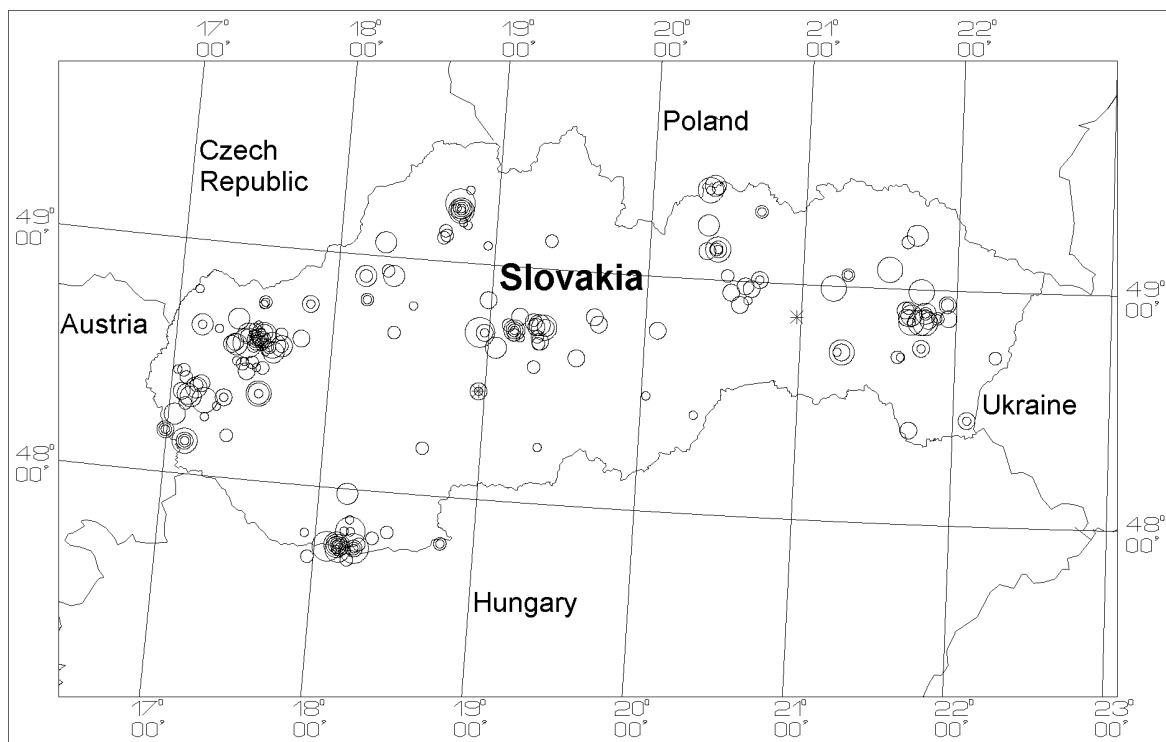 17° 18° 19° 20° 21° 22°
00' 00' 00' 00' 00' 00'
Poland
Czech
Republic
49°
00'
Slovakia
49°
00'
Austria
Ukraine
48°
00'
48°
00'
Hungary
17° 18° 19° 20° 21° 22° 23°
00' 00' 00' 00' 00' 00' 00'